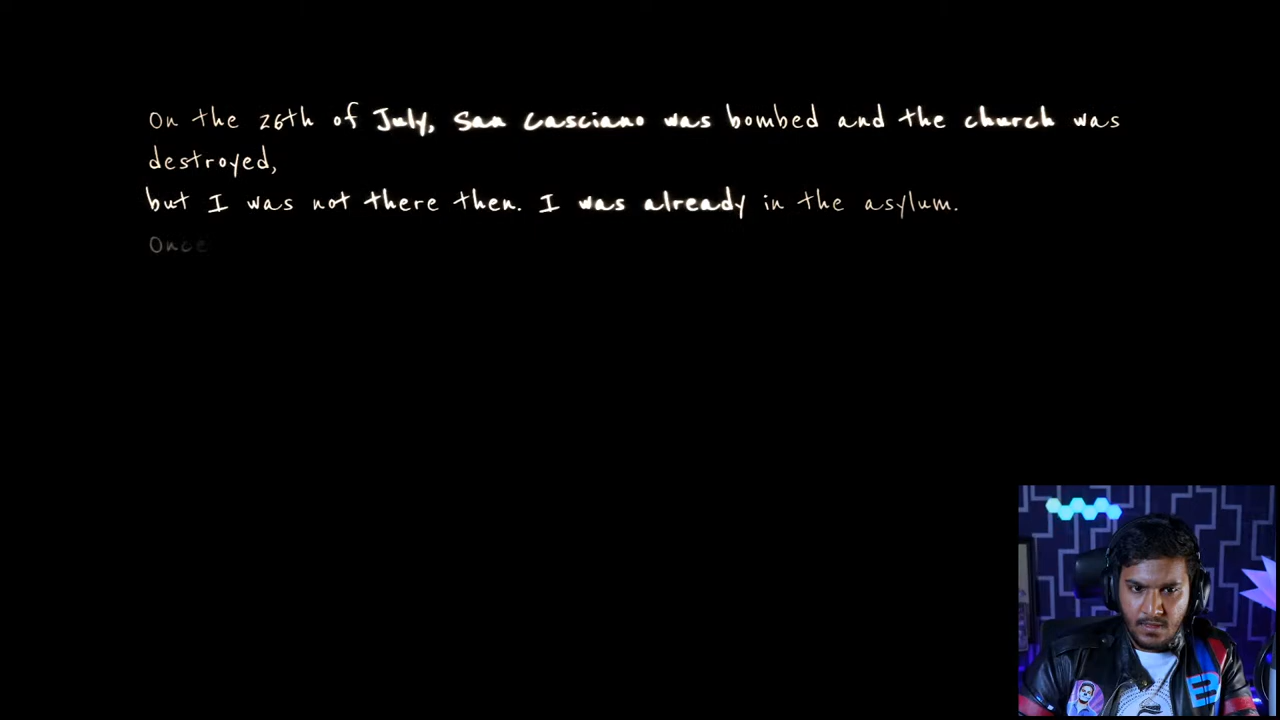 On the 26th of July, San Casciano was bombed and the church was
destroyed,
but I was not there then. I was already in the asylum.
Once